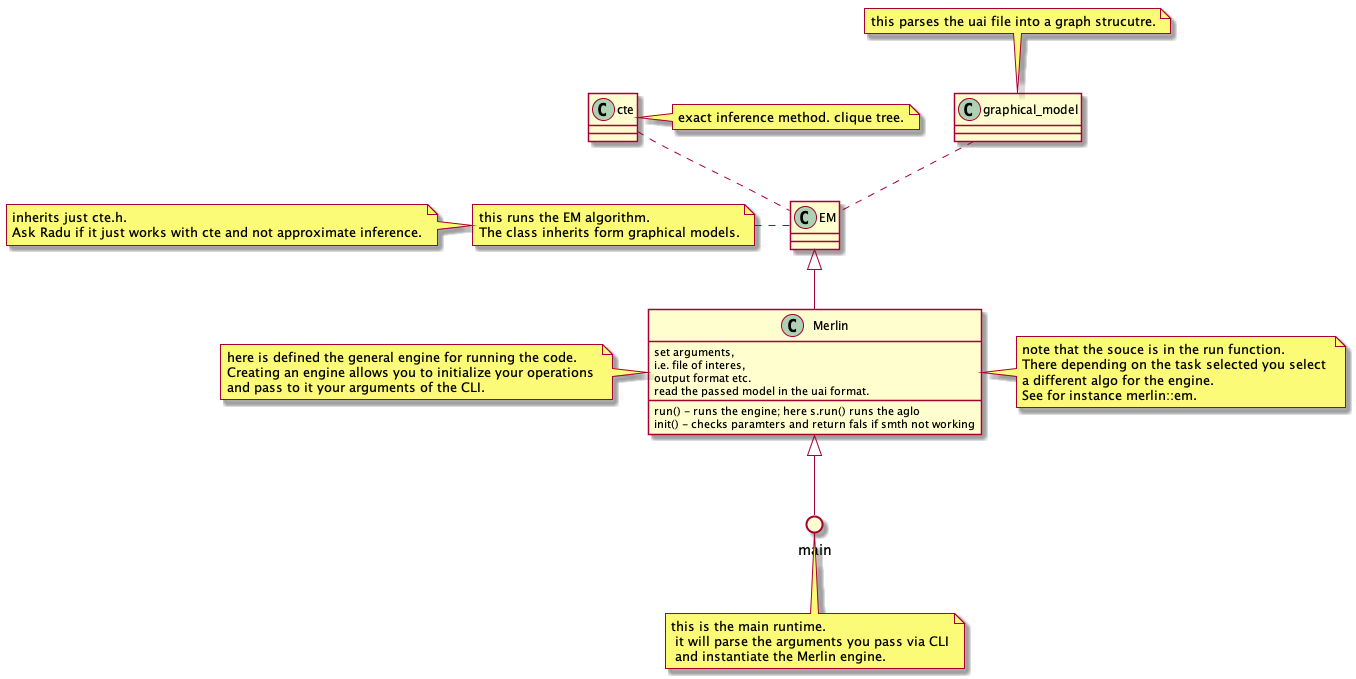 this parses the uai file into a graph strucutre.
C cte
exact inference method. clique tree.
C graphical_model
inherits just cte.h.
Ask Radu if it just works with cte and not approximate inference.
this runs the EM algorithm.
The class inherits form graphical models.
C EM
C Merlin
set arguments,
i.e. file of interes,
output format etc.
read the passed model in the uai format.
run() – runs the engine; here s.run() runs the aglo
init() – checks paramters and return fals if smth not working
here is defined the general engine for running the code.
Creating an engine allows you to initialize your operations
and pass to it your arguments of the CLI.
note that the souce is in the run function.
There depending on the task selected you select
a different algo for the engine.
See for instance merlin::em.
main
this is the main runtime.
it will parse the arguments you pass via CLI
and instantiate the Merlin engine.